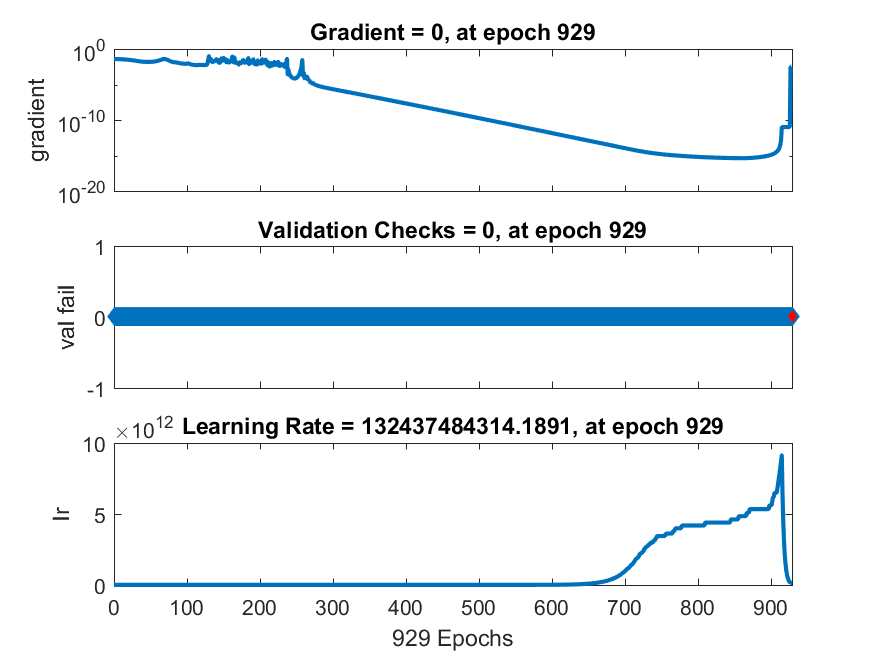 Gradient = 0, at epoch 929
10^0
10^-10
10^-20
gradient
Validation Checks = 0, at epoch 929
1
0
-1
val fail
×10^12 Learning Rate = 132437484314.1891, at epoch 929
10
5
0
lr
0 100 200 300 400 500 600 700 800 900
929 Epochs